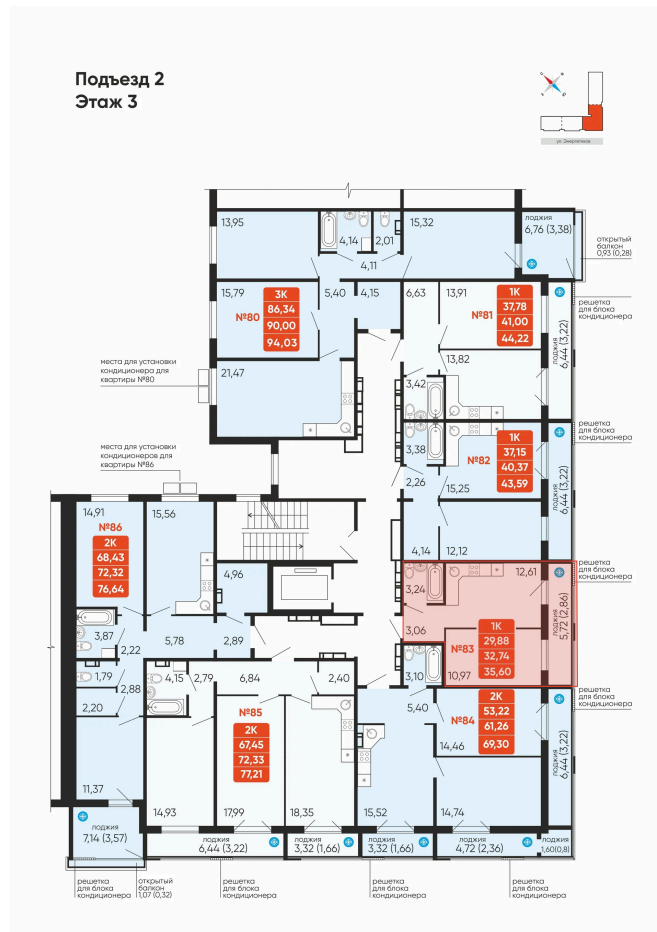 Подъезд 2
Этаж 3
ул. Энергетиков
13,95
4,14
2,01
4,11
15,32
лоджия
6,76 (3,38)
открытый
балкон
0,93 (0,28)
15,79
№80
3К
86,34
90,00
94,03
5,40
4,15
6,63
13,91
№81
1К
37,78
41,00
44,22
лоджия
6,44 (3,22)
решетка
для блока
кондиционера
места для установки
кондиционера для
квартиры №80
21,47
13,82
3,42
места для установки
кондиционеров для
квартиры №86
3,38
2,26
№82
15,25
1К
37,15
40,37
43,59
лоджия
6,44 (3,22)
решетка
для блока
кондиционера
4,14
12,12
14,91
№86
2К
68,43
72,32
76,64
15,56
4,96
3,24
12,61
3,06
№83
10,97
1К
29,88
32,74
35,60
лоджия
5,72 (2,86)
решетка
для блока
кондиционера
3,87
2,22
5,78
2,89
1,79
2,88
2,20
4,15
2,79
6,84
2,40
№85
2К
67,45
72,33
77,21
3,10
5,40
№84
14,46
2К
53,22
61,26
69,30
лоджия
6,44 (3,22)
решетка
для блока
кондиционера
11,37
14,93
17,99
18,35
15,52
14,74
лоджия
7,14 (3,57)
лоджия
6,44 (3,22)
лоджия
3,32 (1,66)
лоджия
3,32 (1,66)
лоджия
4,72 (2,36)
лоджия
1,60(0,8)
решетка
для блока
кондиционера
открытый
балкон
1,07 (0,32)
решетка
для блока
кондиционера
решетка
для блока
кондиционера
решетка
для блока
кондиционера